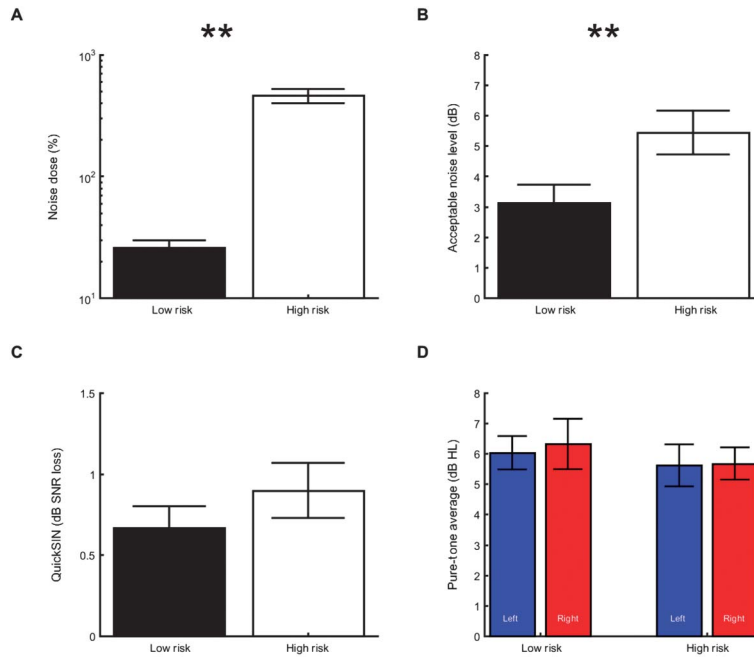 A
**
Noise dose (%)
10³
10²
10¹
Low risk
High risk
B
**
Acceptable noise level (dB)
8
7
6
5
4
3
2
1
0
Low risk
High risk
C
QuickSIN (dB SNR loss)
1.5
1
0.5
0
Low risk
High risk
D
Pure-tone average (dB HL)
8
7
6
5
4
3
2
1
0
Left
Right
Left
Right
Low risk
High risk